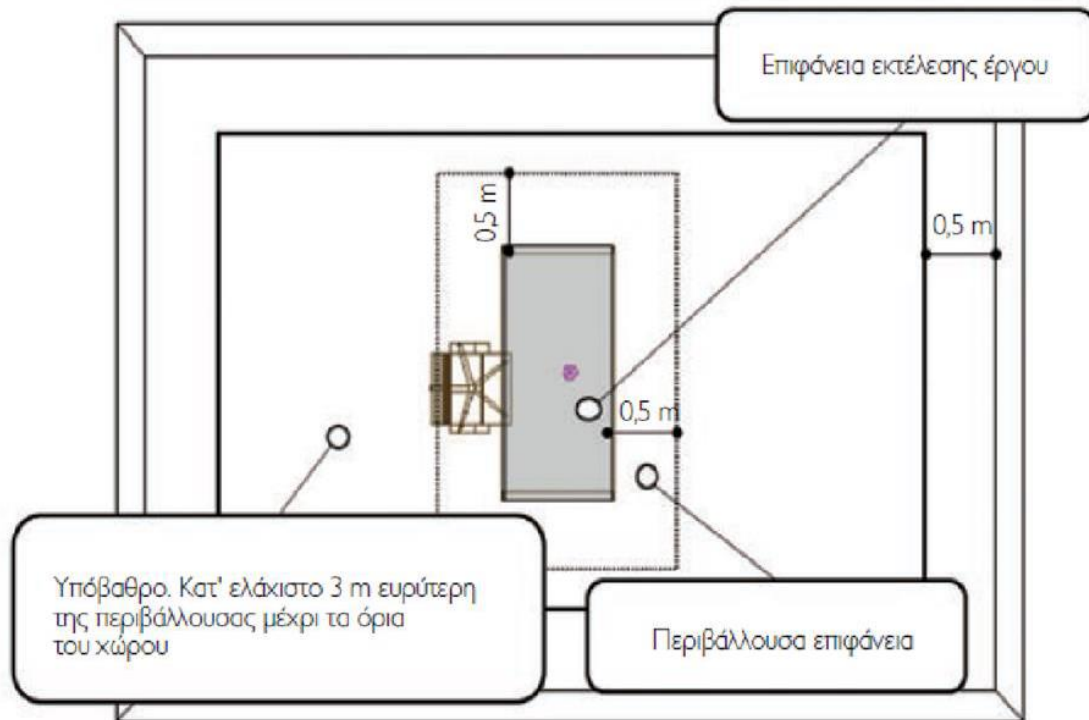 Επιφάνεια εκτέλεσης έργου
0,5 m
0,5 m
0,5 m
Υπόβαθρο. Κατ' ελάχιστο 3 m ευρύτερη
της περιβάλλουσας μέχρι τα όρια
του χώρου
Περιβάλλουσα επιφάνεια